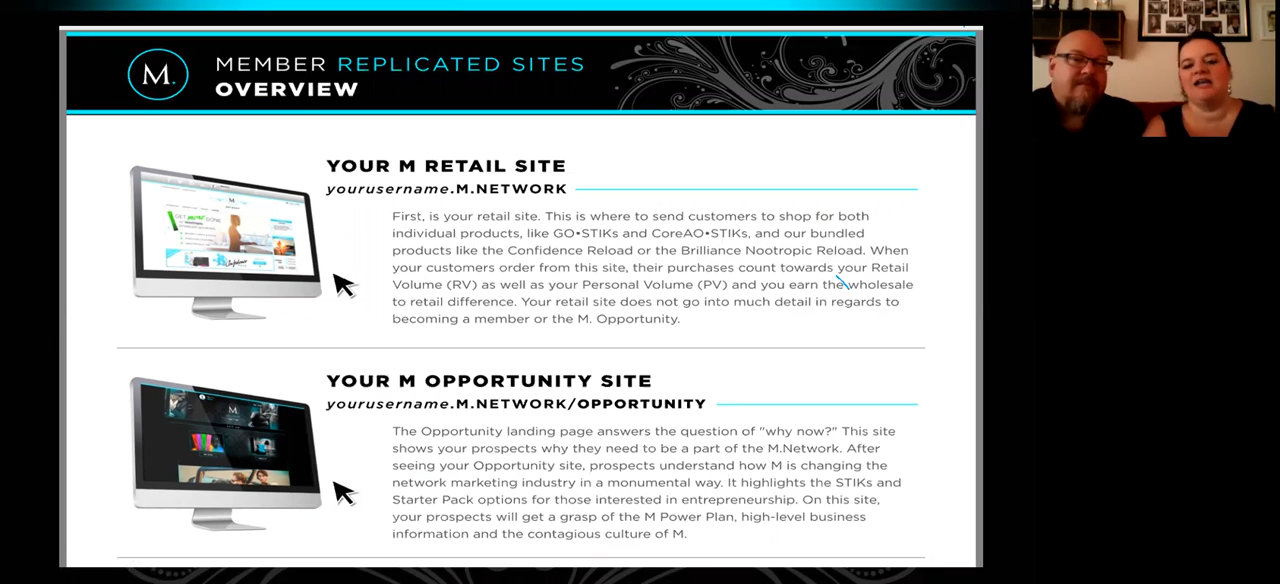 M.
MEMBER REPLICATED SITES
OVERVIEW
YOUR M RETAIL SITE
yourusername.M.NETWORK
First, is your retail site. This is where to send customers to shop for both
individual products, like GO•STIKs and CoreAO•STIKs, and our bundled
products like the Confidence Reload or the Brilliance Nootropic Reload. When
your customers order from this site, their purchases count towards your Retail
Volume (RV) as well as your Personal Volume (PV) and you earn the wholesale
to retail difference. Your retail site does not go into much detail in regards to
becoming a member or the M. Opportunity.
YOUR M OPPORTUNITY SITE
yourusername.M.NETWORK/OPPORTUNITY
The Opportunity landing page answers the question of "why now?" This site
shows your prospects why they need to be a part of the M.Network. After
seeing your Opportunity site, prospects understand how M is changing the
network marketing industry in a monumental way. It highlights the STIKs and
Starter Pack options for those interested in entrepreneurship. On this site,
your prospects will get a grasp of the M Power Plan, high-level business
information and the contagious culture of M.